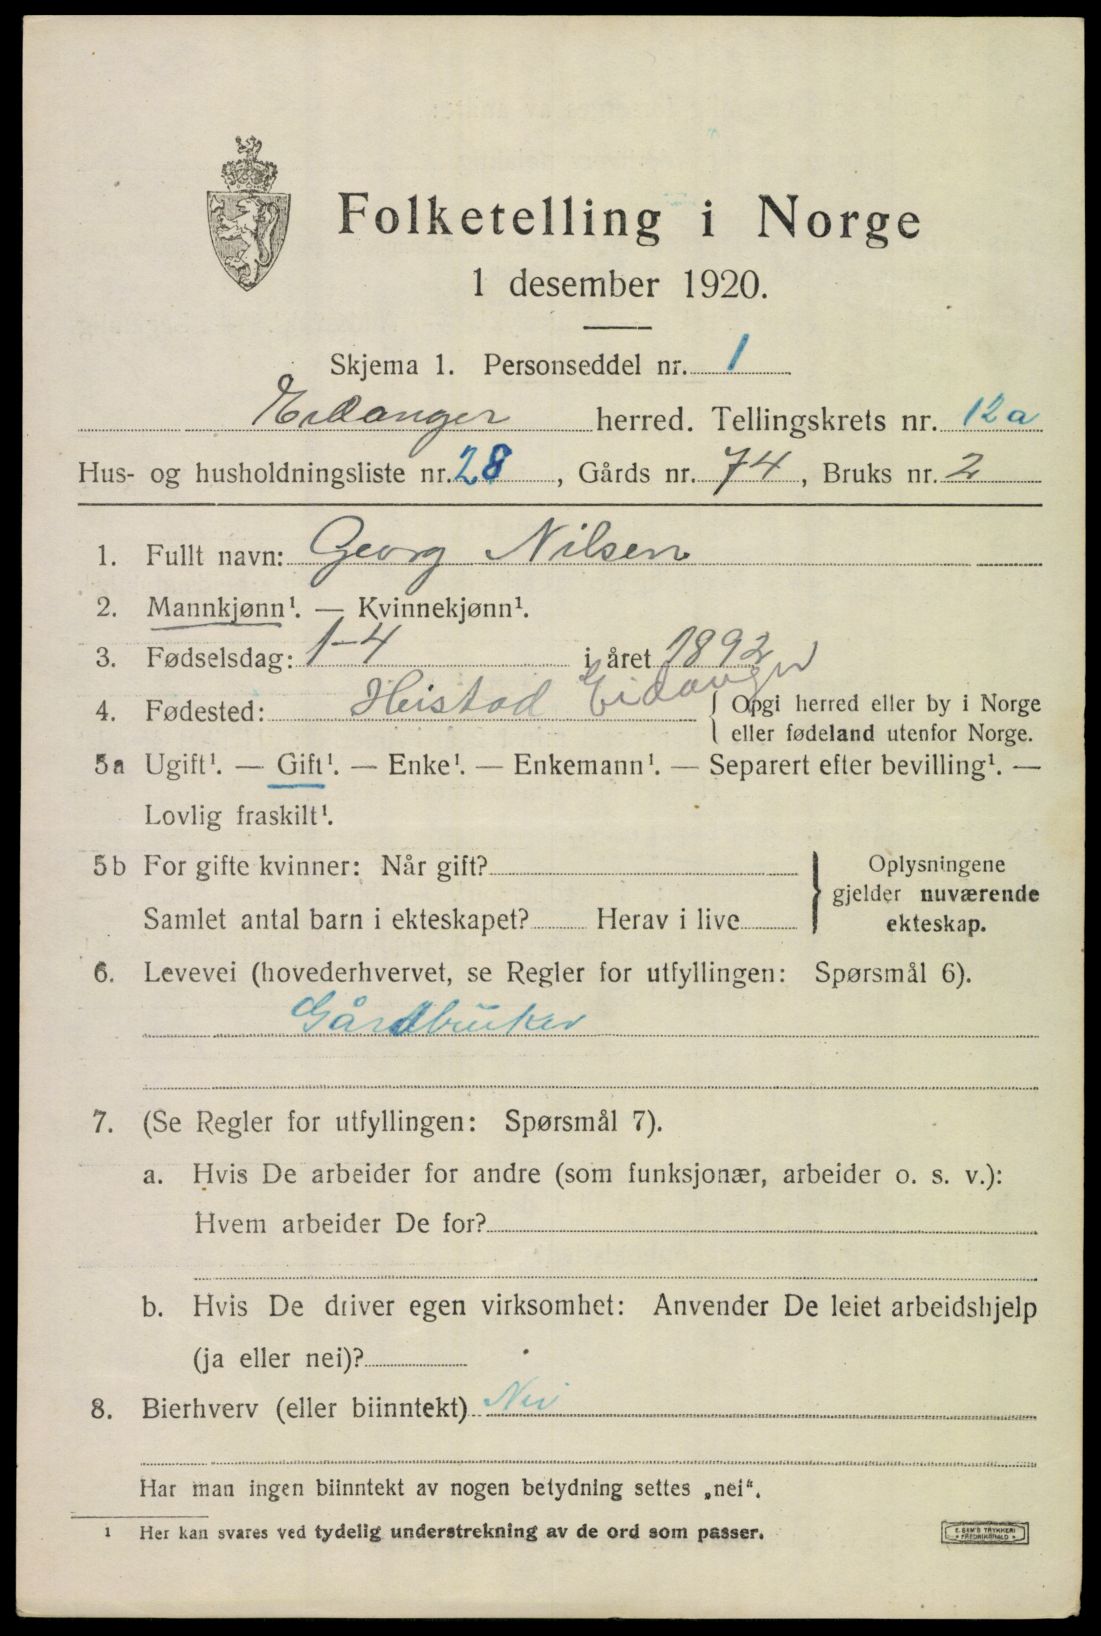 Folketelling i Norge
1 desember 1920.
Skjema 1. Personseddel nr. 1
Eidanger herred. Tellingskrets nr. 12a
Hus- og husholdningsliste nr. 28, Gårds nr. 74, Bruks nr. 2
1. Fullt navn: Georg Nilsen
2. Mannkjønn¹. — Kvinnekjønn¹.
3. Fødselsdag: 1-4 i året 1892
4. Fødested: Heistad Eidanger { Opgi herred eller by i Norge
eller fødeland utenfor Norge.
5a Ugift¹. — Gift¹. — Enke¹. — Enkemann¹. — Separert efter bevilling¹. —
Lovlig fraskilt¹.
5b For gifte kvinner: Når gift?
Samlet antal barn i ekteskapet? Herav i live
} Oplysningene
gjelder nuværende
ekteskap.
6. Levevei (hovederhvervet, se Regler for utfyllingen: Spørsmål 6).
Gårdbruker
7. (Se Regler for utfyllingen: Spørsmål 7).
a. Hvis De arbeider for andre (som funksjonær, arbeider o. s. v.):
Hvem arbeider De for?
b. Hvis De driver egen virksomhet: Anvender De leiet arbeidshjelp
(ja eller nei)?
8. Bierhverv (eller biinntekt) Nei
Har man ingen biinntekt av nogen betydning settes „nei“.
¹ Her kan svares ved tydelig understrekning av de ord som passer.
E. SEM'S TRYKKERI
FREDRIKSHALD